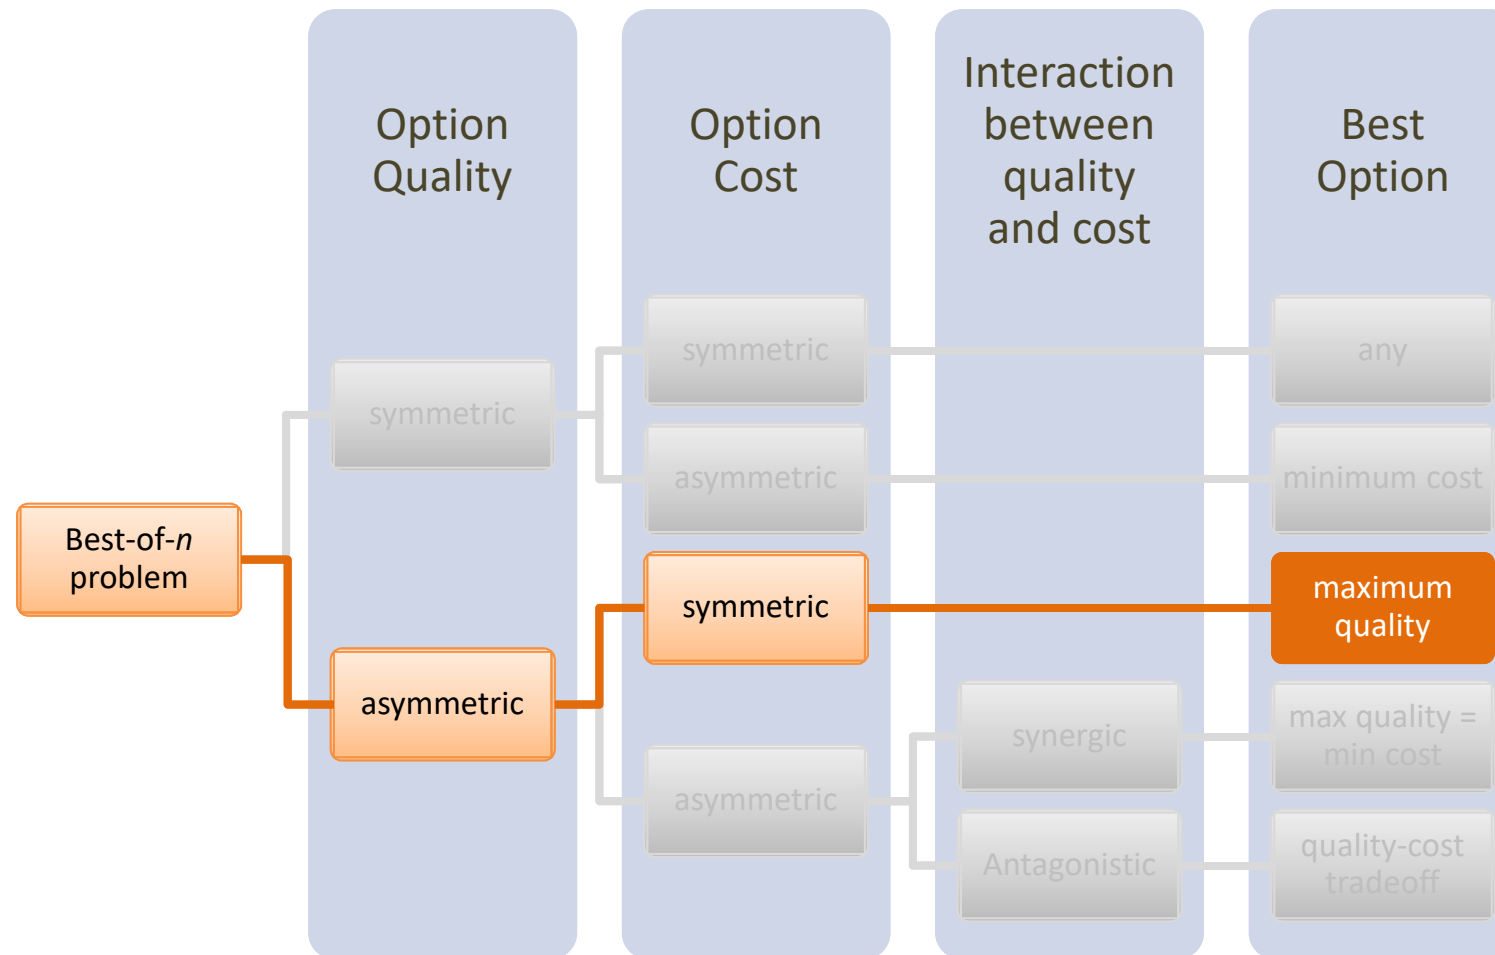 Option
Quality
Option
Cost
Interaction
between
quality
and cost
Best
Option
symmetric
any
symmetric
asymmetric
minimum cost
Best-of-n
problem
symmetric
maximum
quality
asymmetric
synergic
max quality =
min cost
asymmetric
Antagonistic
quality-cost
tradeoff